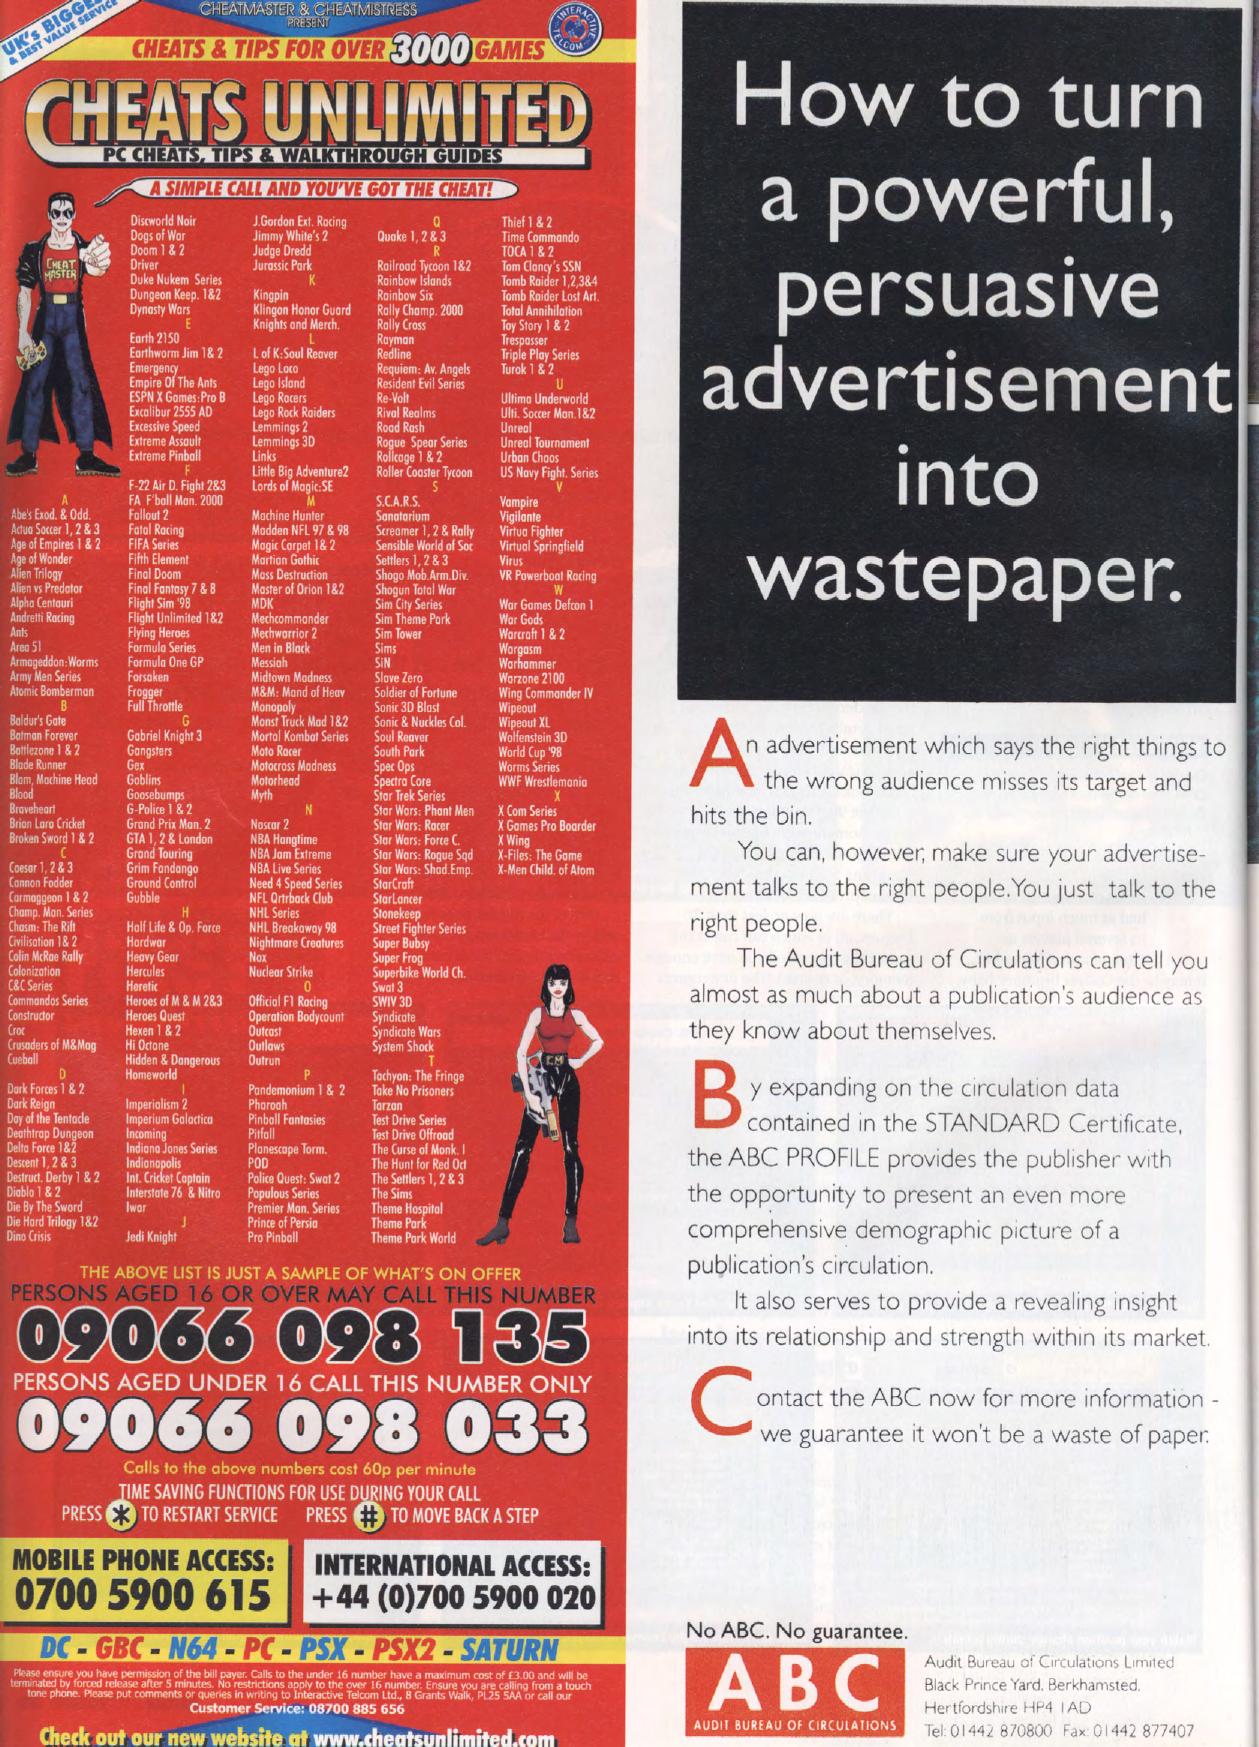 UK's BIGGEST
& BEST VALUE SERVICE
CHEATMASTER & CHEATMISTRESS
PRESENT
INTERACTIVE TELCOM
CHEATS & TIPS FOR OVER 3000 GAMES
CHEATS UNLIMITED
PC CHEATS, TIPS & WALKTHROUGH GUIDES
A SIMPLE CALL AND YOU'VE GOT THE CHEAT!
CHEAT
MASTER
A
Abe's Exod. & Odd.
Actua Soccer 1, 2 & 3
Age of Empires 1 & 2
Age of Wonder
Alien Trilogy
Alien vs Predator
Alpha Centauri
Andretti Racing
Ants
Area 51
Armageddon:Worms
Army Men Series
Atomic Bomberman
B
Baldur's Gate
Batman Forever
Battlezone 1 & 2
Blade Runner
Blam, Machine Head
Blood
Braveheart
Brian Lara Cricket
Broken Sword 1 & 2
C
Caesar 1, 2 & 3
Cannon Fodder
Carmaggeon 1 & 2
Champ. Man. Series
Chasm: The Rift
Civilisation 1& 2
Colin McRae Rally
Colonization
C&C Series
Commandos Series
Constructor
Croc
Crusaders of M&Mag
Cueball
D
Dark Forces 1 & 2
Dark Reign
Day of the Tentacle
Deathtrap Dungeon
Delta Force 1&2
Descent 1, 2 & 3
Destruct. Derby 1 & 2
Diablo 1 & 2
Die By The Sword
Die Hard Trilogy 1&2
Dino Crisis
Discworld Noir
Dogs of War
Doom 1 & 2
Driver
Duke Nukem Series
Dungeon Keep. 1&2
Dynasty Wars
E
Earth 2150
Earthworm Jim 1& 2
Emergency
Empire Of The Ants
ESPN X Games:Pro B
Excalibur 2555 AD
Excessive Speed
Extreme Assault
Extreme Pinball
F
F-22 Air D. Fight 2&3
FA F'ball Man. 2000
Fallout 2
Fatal Racing
FIFA Series
Fifth Element
Final Doom
Final Fantasy 7 & 8
Flight Sim '98
Flight Unlimited 1&2
Flying Heroes
Formula Series
Formula One GP
Forsaken
Frogger
Full Throttle
G
Gabriel Knight 3
Gangsters
Gex
Goblins
Goosebumps
G-Police 1 & 2
Grand Prix Man. 2
GTA 1, 2 & London
Grand Touring
Grim Fandango
Ground Control
Gubble
H
Half Life & Op. Force
Hardwar
Heavy Gear
Hercules
Heretic
Heroes of M & M 2&3
Heroes Quest
Hexen 1 & 2
Hi Octane
Hidden & Dangerous
Homeworld
I
Imperialism 2
Imperium Galactica
Incoming
Indiana Jones Series
Indianapolis
Int. Cricket Captain
Interstate 76 & Nitro
Iwar
J
Jedi Knight
J.Gordon Ext. Racing
Jimmy White's 2
Judge Dredd
Jurassic Park
K
Kingpin
Klingon Honor Guard
Knights and Merch.
L
L of K:Soul Reaver
Lego Loco
Lego Island
Lego Racers
Lego Rock Raiders
Lemmings 2
Lemmings 3D
Links
Little Big Adventure2
Lords of Magic:SE
M
Machine Hunter
Madden NFL 97 & 98
Magic Carpet 1& 2
Martian Gothic
Mass Destruction
Master of Orion 1&2
MDK
Mechcommander
Mechwarrior 2
Men in Black
Messiah
Midtown Madness
M&M: Mand of Heav
Monopoly
Monst Truck Mad 1&2
Mortal Kombat Series
Moto Racer
Motocross Madness
Motorhead
Myth
N
Nascar 2
NBA Hangtime
NBA Jam Extreme
NBA Live Series
Need 4 Speed Series
NFL Qrtrback Club
NHL Series
NHL Breakaway 98
Nightmare Creatures
Nox
Nuclear Strike
O
Official F1 Racing
Operation Bodycount
Outcast
Outlaws
Outrun
P
Pandemonium 1 & 2
Pharoah
Pinball Fantasies
Pitfall
Planescape Torm.
POD
Police Quest: Swat 2
Populous Series
Premier Man. Series
Prince of Persia
Pro Pinball
Q
Quake 1, 2 & 3
R
Railroad Tycoon 1&2
Rainbow Islands
Rainbow Six
Rally Champ. 2000
Rally Cross
Rayman
Redline
Requiem: Av. Angels
Resident Evil Series
Re-Volt
Rival Realms
Road Rash
Rogue Spear Series
Rollcage 1 & 2
Roller Coaster Tycoon
S
S.C.A.R.S.
Sanatarium
Screamer 1, 2 & Rally
Sensible World of Soc
Settlers 1, 2 & 3
Shogo Mob.Arm.Div.
Shogun Total War
Sim City Series
Sim Theme Park
Sim Tower
Sims
SiN
Slave Zero
Soldier of Fortune
Sonic 3D Blast
Sonic & Nuckles Col.
Soul Reaver
South Park
Spec Ops
Spectra Core
Star Trek Series
Star Wars: Phant Men
Star Wars: Racer
Star Wars: Force C.
Star Wars: Rogue Sqd
Star Wars: Shad.Emp.
StarCraft
StarLancer
Stonekeep
Street Fighter Series
Super Bubsy
Super Frog
Superbike World Ch.
Swat 3
SWIV 3D
Syndicate
Syndicate Wars
System Shock
T
Tachyon: The Fringe
Take No Prisoners
Tarzan
Test Drive Series
Test Drive Offroad
The Curse of Monk. I
The Hunt for Red Oct
The Settlers 1, 2 & 3
The Sims
Theme Hospital
Theme Park
Theme Park World
Thief 1 & 2
Time Commando
TOCA 1 & 2
Tom Clancy's SSN
Tomb Raider 1,2,3&4
Tomb Raider Lost Art.
Total Annihilation
Toy Story 1 & 2
Trespasser
Triple Play Series
Turok 1 & 2
U
Ultima Underworld
Ulti. Soccer Man.1&2
Unreal
Unreal Tournament
Urban Chaos
US Navy Fight. Series
V
Vampire
Vigilante
Virtua Fighter
Virtual Springfield
Virus
VR Powerboat Racing
W
War Games Defcon 1
War Gods
Warcraft 1 & 2
Wargasm
Warhammer
Warzone 2100
Wing Commander IV
Wipeout
Wipeout XL
Wolfenstein 3D
World Cup '98
Worms Series
WWF Wrestlemania
X
X Com Series
X Games Pro Boarder
X Wing
X-Files: The Game
X-Men Child. of Atom
CM
THE ABOVE LIST IS JUST A SAMPLE OF WHAT'S ON OFFER
PERSONS AGED 16 OR OVER MAY CALL THIS NUMBER
09066 098 135
PERSONS AGED UNDER 16 CALL THIS NUMBER ONLY
09066 098 033
Calls to the above numbers cost 60p per minute
TIME SAVING FUNCTIONS FOR USE DURING YOUR CALL
PRESS * TO RESTART SERVICE PRESS # TO MOVE BACK A STEP
MOBILE PHONE ACCESS:
0700 5900 615
INTERNATIONAL ACCESS:
+44 (0)700 5900 020
DC - GBC - N64 - PC - PSX - PSX2 - SATURN
Please ensure you have permission of the bill payer. Calls to the under 16 number have a maximum cost of £3.00 and will be
terminated by forced release after 5 minutes. No restrictions apply to the over 16 number. Ensure you are calling from a touch
tone phone. Please put comments or queries in writing to Interactive Telcom Ltd., 8 Grants Walk, PL25 5AA or call our
Customer Service: 08700 885 656
Check out our new website at www.cheatsunlimited.com
How to turn
a powerful,
persuasive
advertisement
into
wastepaper.
An advertisement which says the right things to
the wrong audience misses its target and
hits the bin.
You can, however, make sure your advertise-
ment talks to the right people.You just talk to the
right people.
The Audit Bureau of Circulations can tell you
almost as much about a publication's audience as
they know about themselves.
By expanding on the circulation data
contained in the STANDARD Certificate,
the ABC PROFILE provides the publisher with
the opportunity to present an even more
comprehensive demographic picture of a
publication's circulation.
It also serves to provide a revealing insight
into its relationship and strength within its market.
Contact the ABC now for more information -
we guarantee it won't be a waste of paper.
No ABC. No guarantee.
ABC
AUDIT BUREAU OF CIRCULATIONS
Audit Bureau of Circulations Limited
Black Prince Yard, Berkhamsted,
Hertfordshire HP4 1AD
Tel: 01442 870800 Fax: 01442 877407